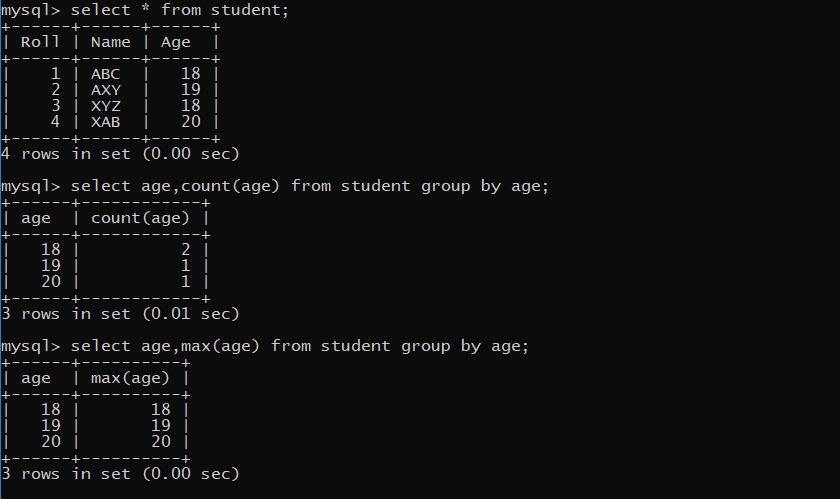 mysql> select * from student;
+------+------+------+
| Roll | Name | Age  |
+------+------+------+
|    1 | ABC  |   18 |
|    2 | AXY  |   19 |
|    3 | XYZ  |   18 |
|    4 | XAB  |   20 |
+------+------+------+
4 rows in set (0.00 sec)

mysql> select age,count(age) from student group by age;
+------+------------+
| age  | count(age) |
+------+------------+
|   18 |          2 |
|   19 |          1 |
|   20 |          1 |
+------+------------+
3 rows in set (0.01 sec)

mysql> select age,max(age) from student group by age;
+------+----------+
| age  | max(age) |
+------+----------+
|   18 |       18 |
|   19 |       19 |
|   20 |       20 |
+------+----------+
3 rows in set (0.00 sec)